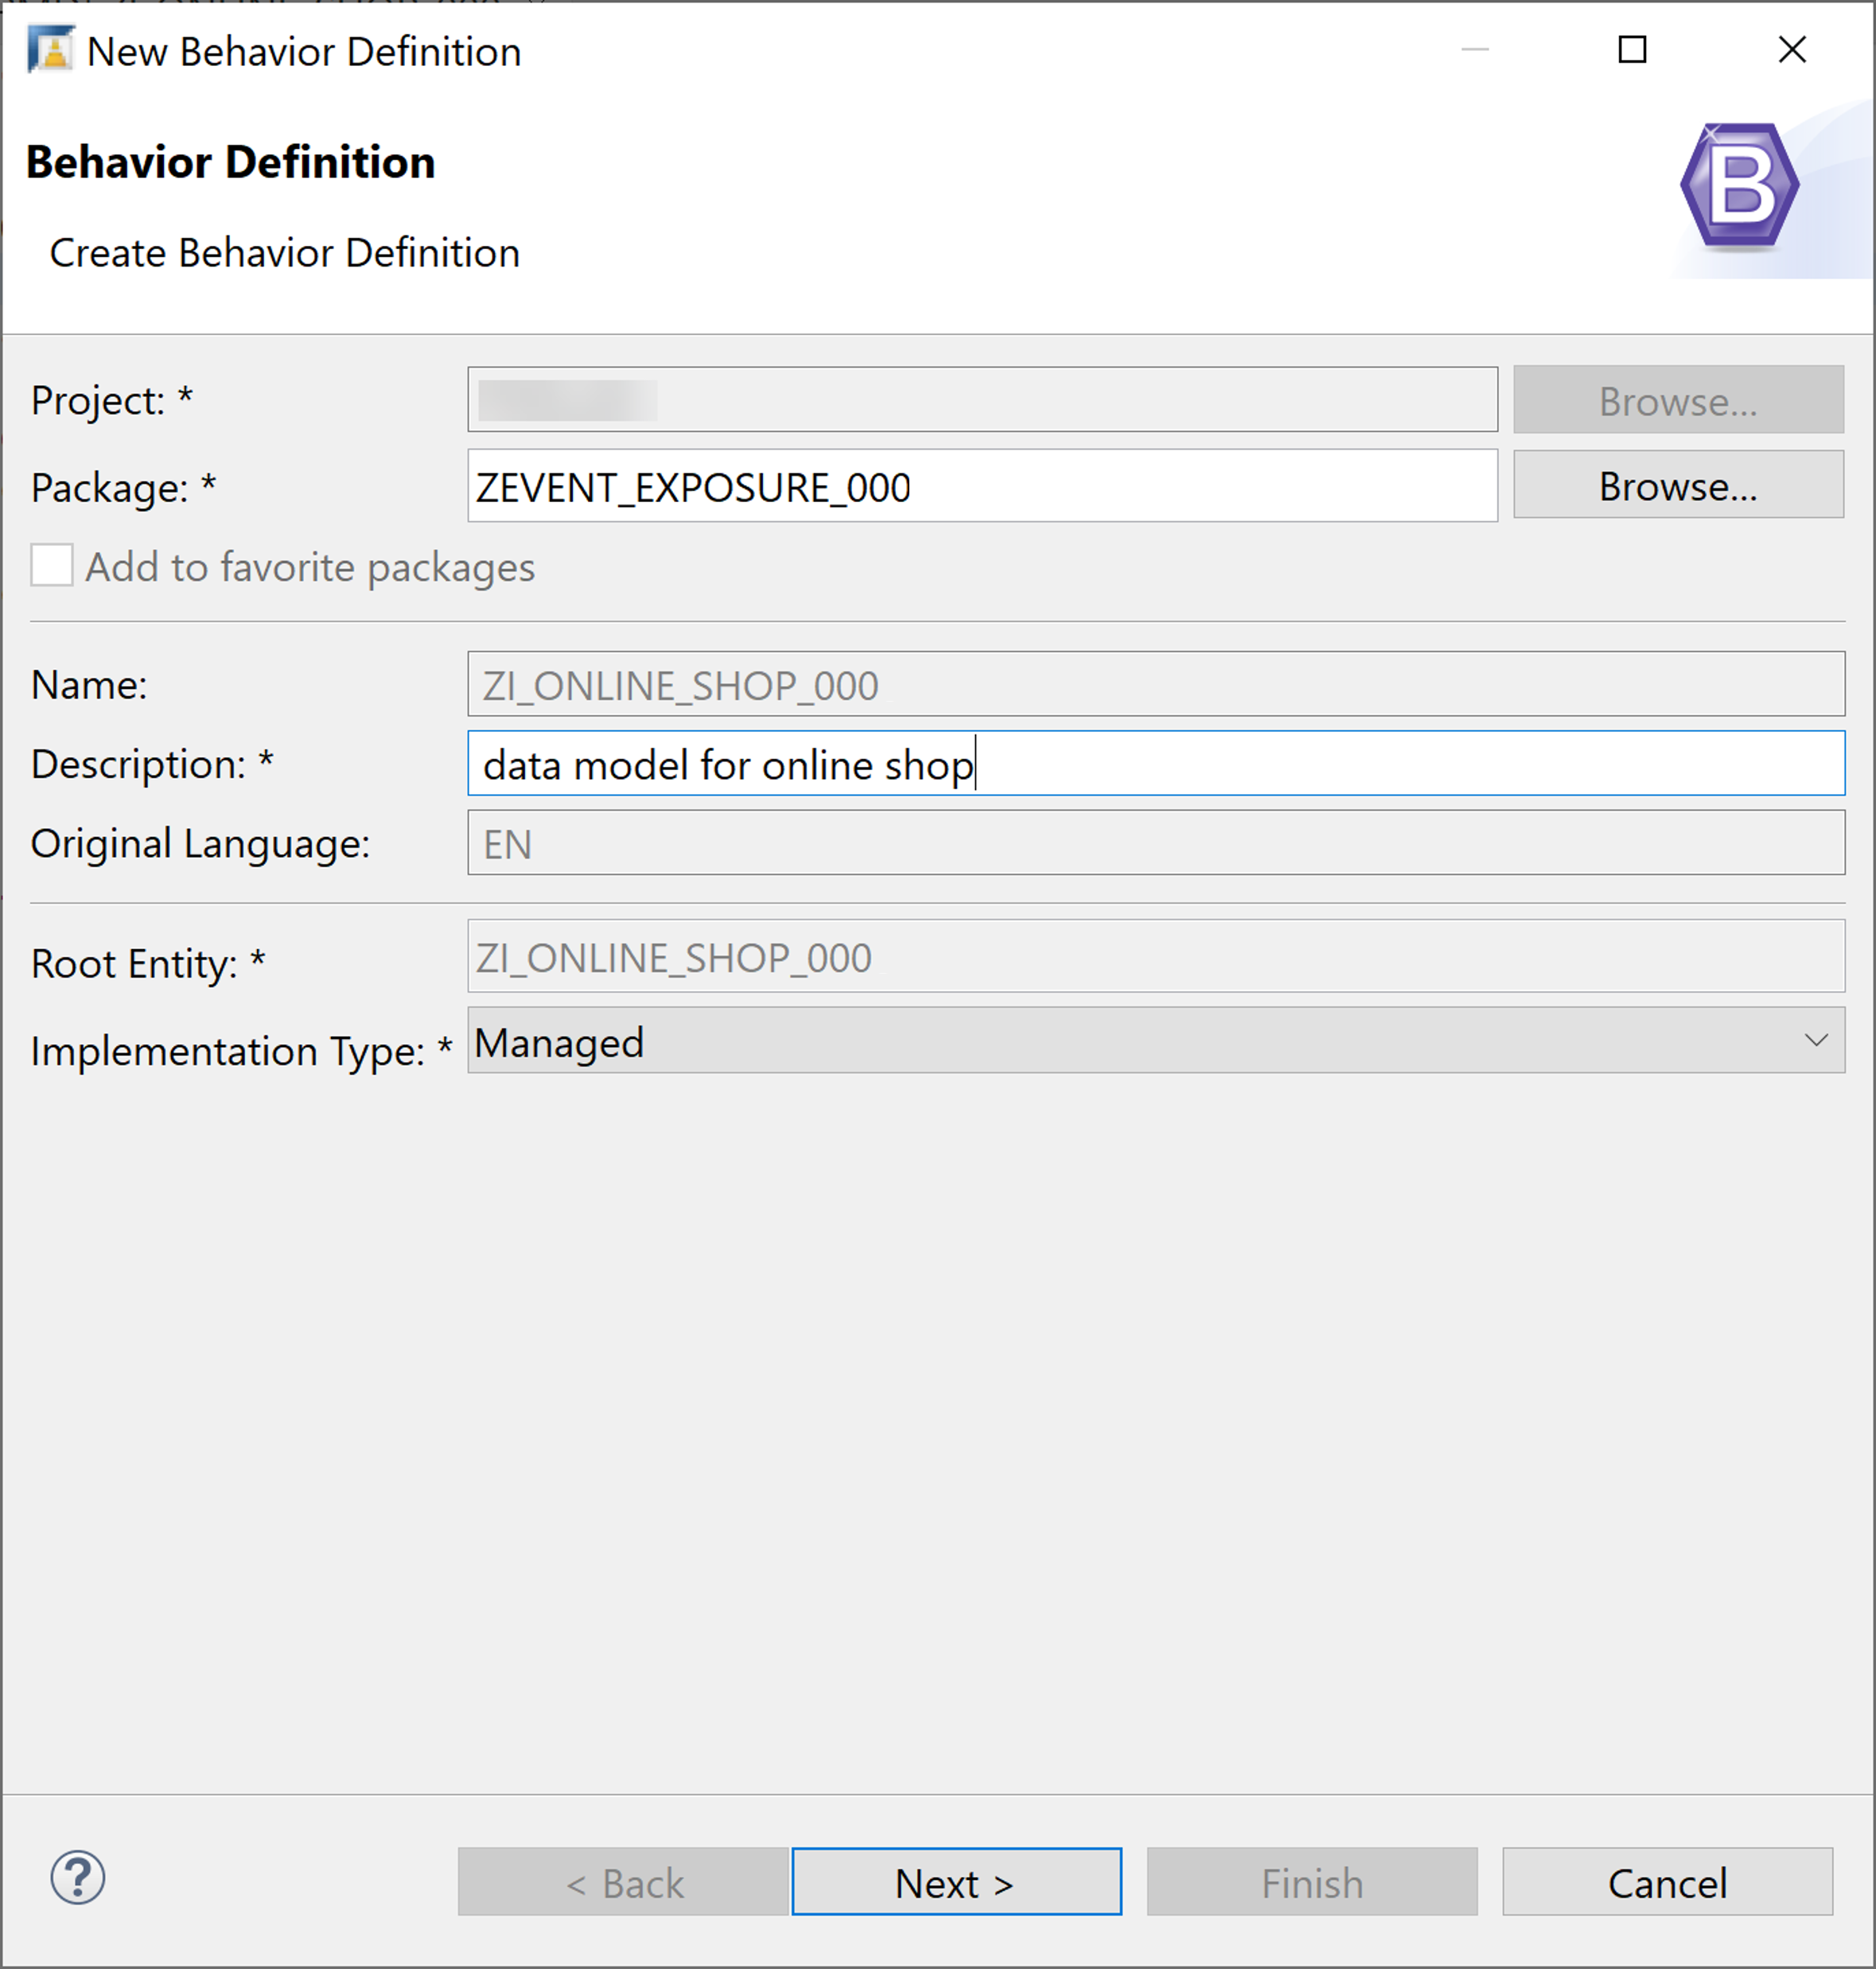 New Behavior Definition
Behavior Definition
B
Create Behavior Definition
Project: *
Browse...
Package: * ZEVENT_EXPOSURE_000 Browse...
Add to favorite packages
Name: ZI_ONLINE_SHOP_000
Description: * data model for online shop
Original Language: EN
Root Entity: * ZI_ONLINE_SHOP_000
Implementation Type: * Managed
? < Back Next > Finish Cancel